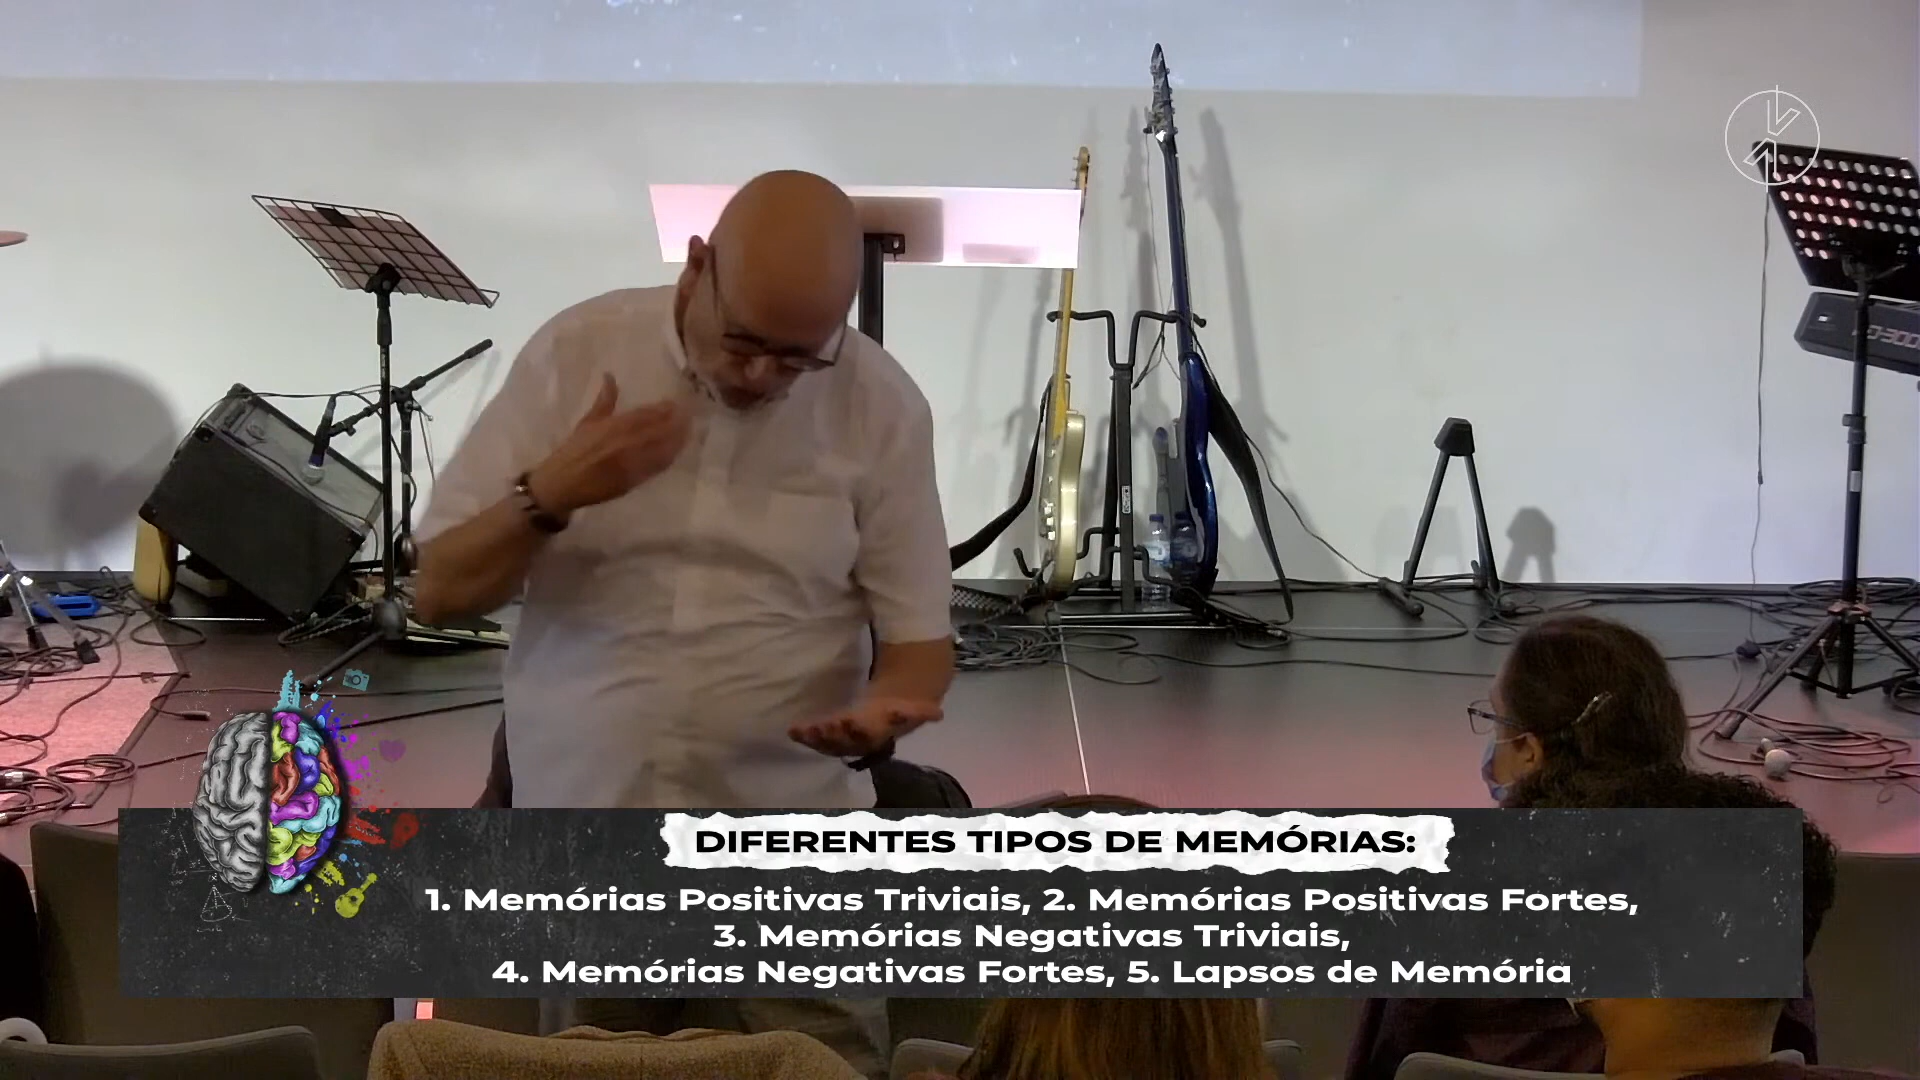 DIFERENTES TIPOS DE MEMÓRIAS:
1. Memórias Positivas Triviais, 2. Memórias Positivas Fortes,
3. Memórias Negativas Triviais,
4. Memórias Negativas Fortes, 5. Lapsos de Memória